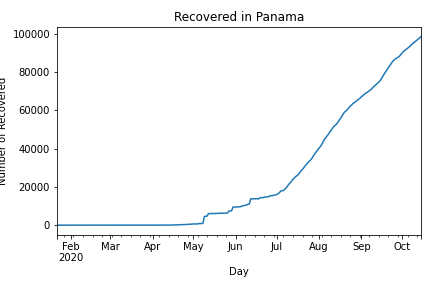 Recovered in Panama
Number of Recovered
100000
80000
60000
40000
20000
0
Feb Mar Apr May Jun Jul Aug Sep Oct
2020
Day